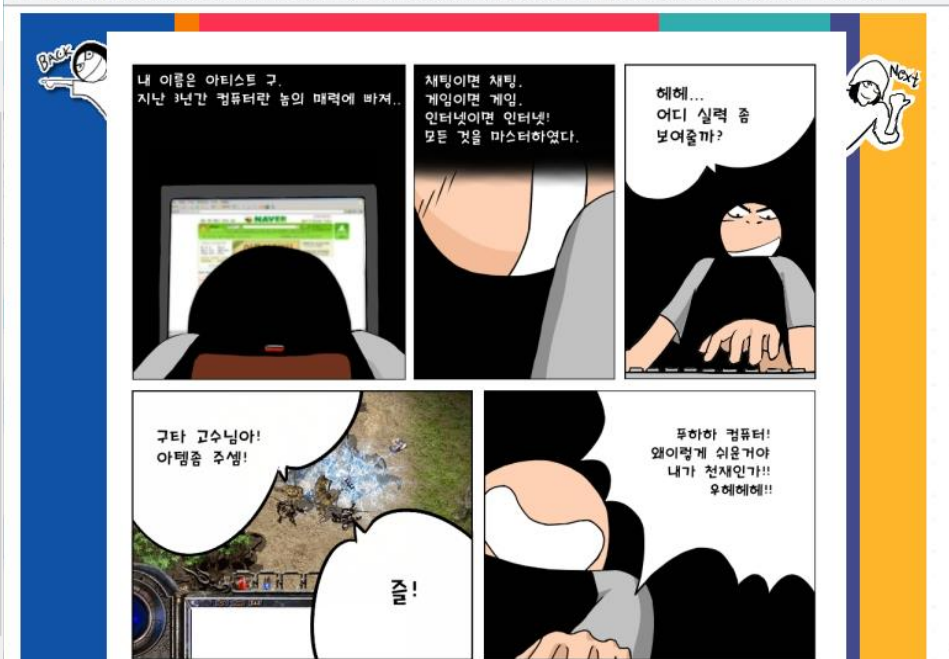 BACK
Next
내 이름은 아티스트 구.
지난 3년간 컴퓨터란 놈의 매력에 빠져..
NAVER
채팅이면 채팅.
게임이면 게임.
인터넷이면 인터넷!
모든 것을 마스터하였다.
헤헤...
어디 실력 좀
보여줄까?
구타 고수님아!
아템좀 주셈!
즐!
푸하하 컴퓨터!
왜이렇게 쉬운거야
내가 천재인가!!
우헤헤헤!!